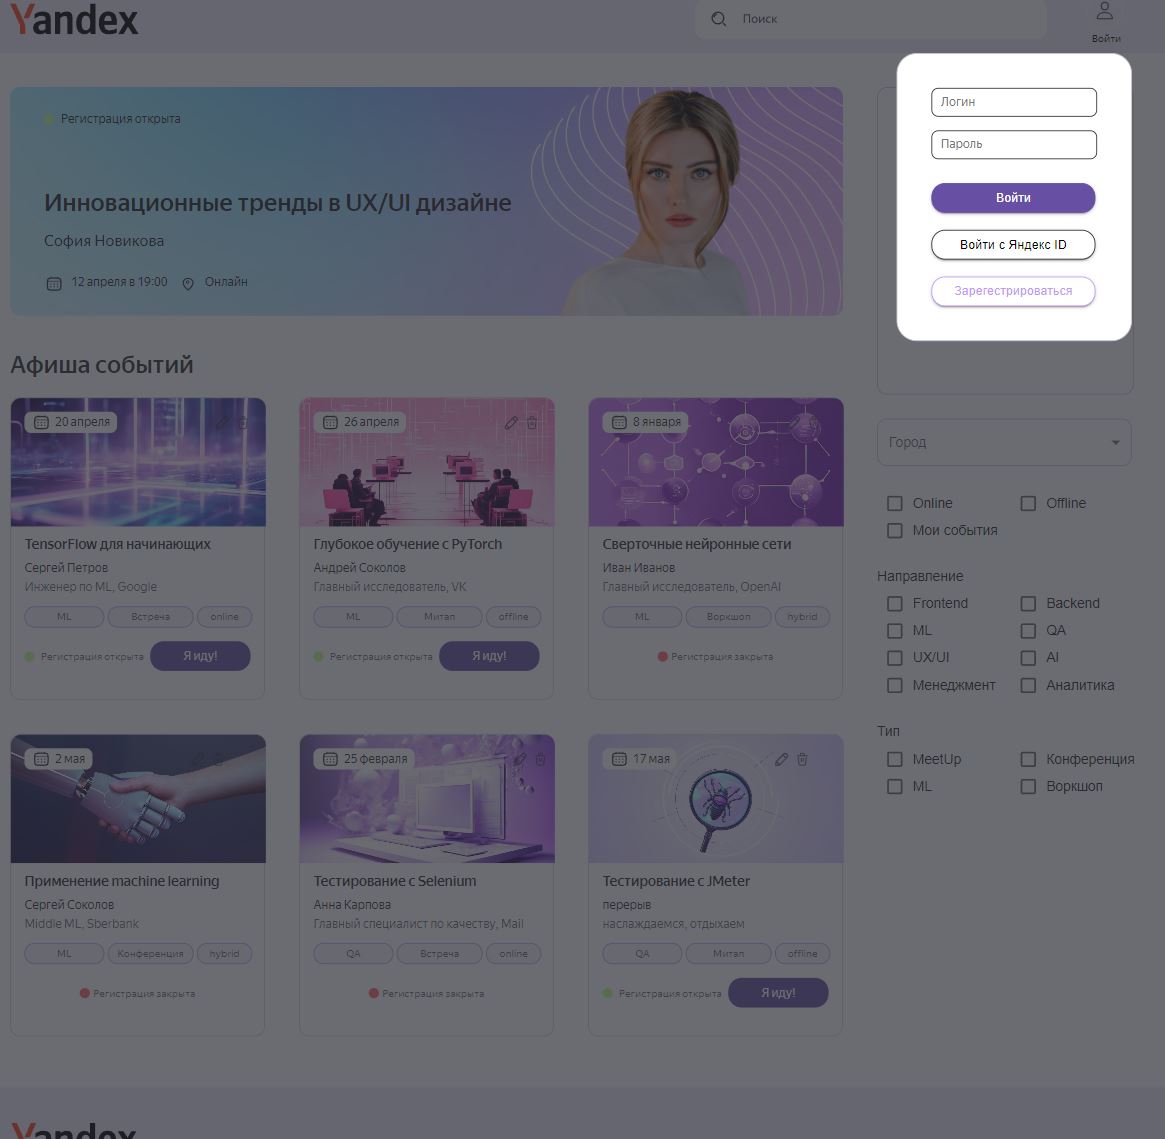 Yandex
Поиск
Войти
Логин
Пароль
Войти
Войти с Яндекс ID
Зарегестрироваться
Регистрация открыта
Инновационные тренды в UX/UI дизайне
София Новикова
12 апреля в 19:00 Онлайн
Афиша событий
20 апреля
TensorFlow для начинающих
Сергей Петров
Инженер по ML, Google
ML Встреча online
Регистрация открыта Я иду!
26 апреля
Глубокое обучение с PyTorch
Андрей Соколов
Главный исследователь, VK
ML Митап offline
Регистрация открыта Я иду!
8 января
Сверточные нейронные сети
Иван Иванов
Главный исследователь, OpenAI
ML Воркшоп hybrid
Регистрация закрыта
2 мая
Применение machine learning
Сергей Соколов
Middle ML, Sberbank
ML Конференция hybrid
Регистрация закрыта
25 февраля
Тестирование с Selenium
Анна Карпова
Главный специалист по качеству, Mail
QA Встреча online
Регистрация закрыта
17 мая
Тестирование с JMeter
перерыв
наслаждаемся, отдыхаем
QA Митап offline
Регистрация открыта Я иду!
Город
Online Offline
Мои события
Направление
Frontend Backend
ML QA
UX/UI AI
Менеджмент Аналитика
Тип
MeetUp Конференция
ML Воркшоп
Yandex